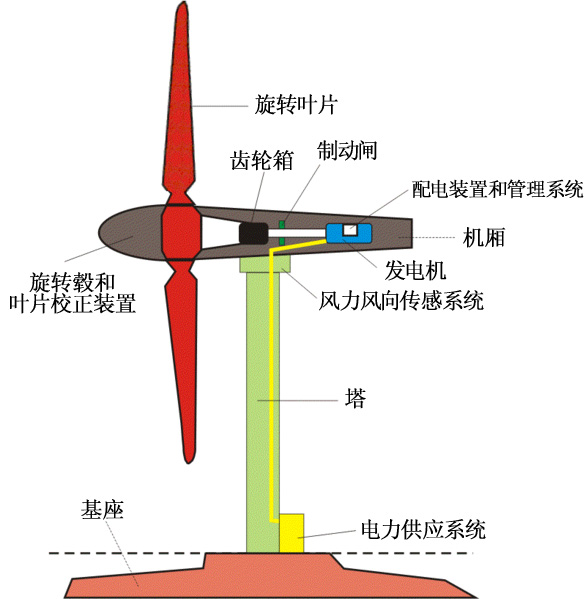 旋转叶片
齿轮箱
制动闸
配电装置和管理系统
机厢
发电机
旋转毂和
叶片校正装置
风力风向传感系统
塔
基座
电力供应系统